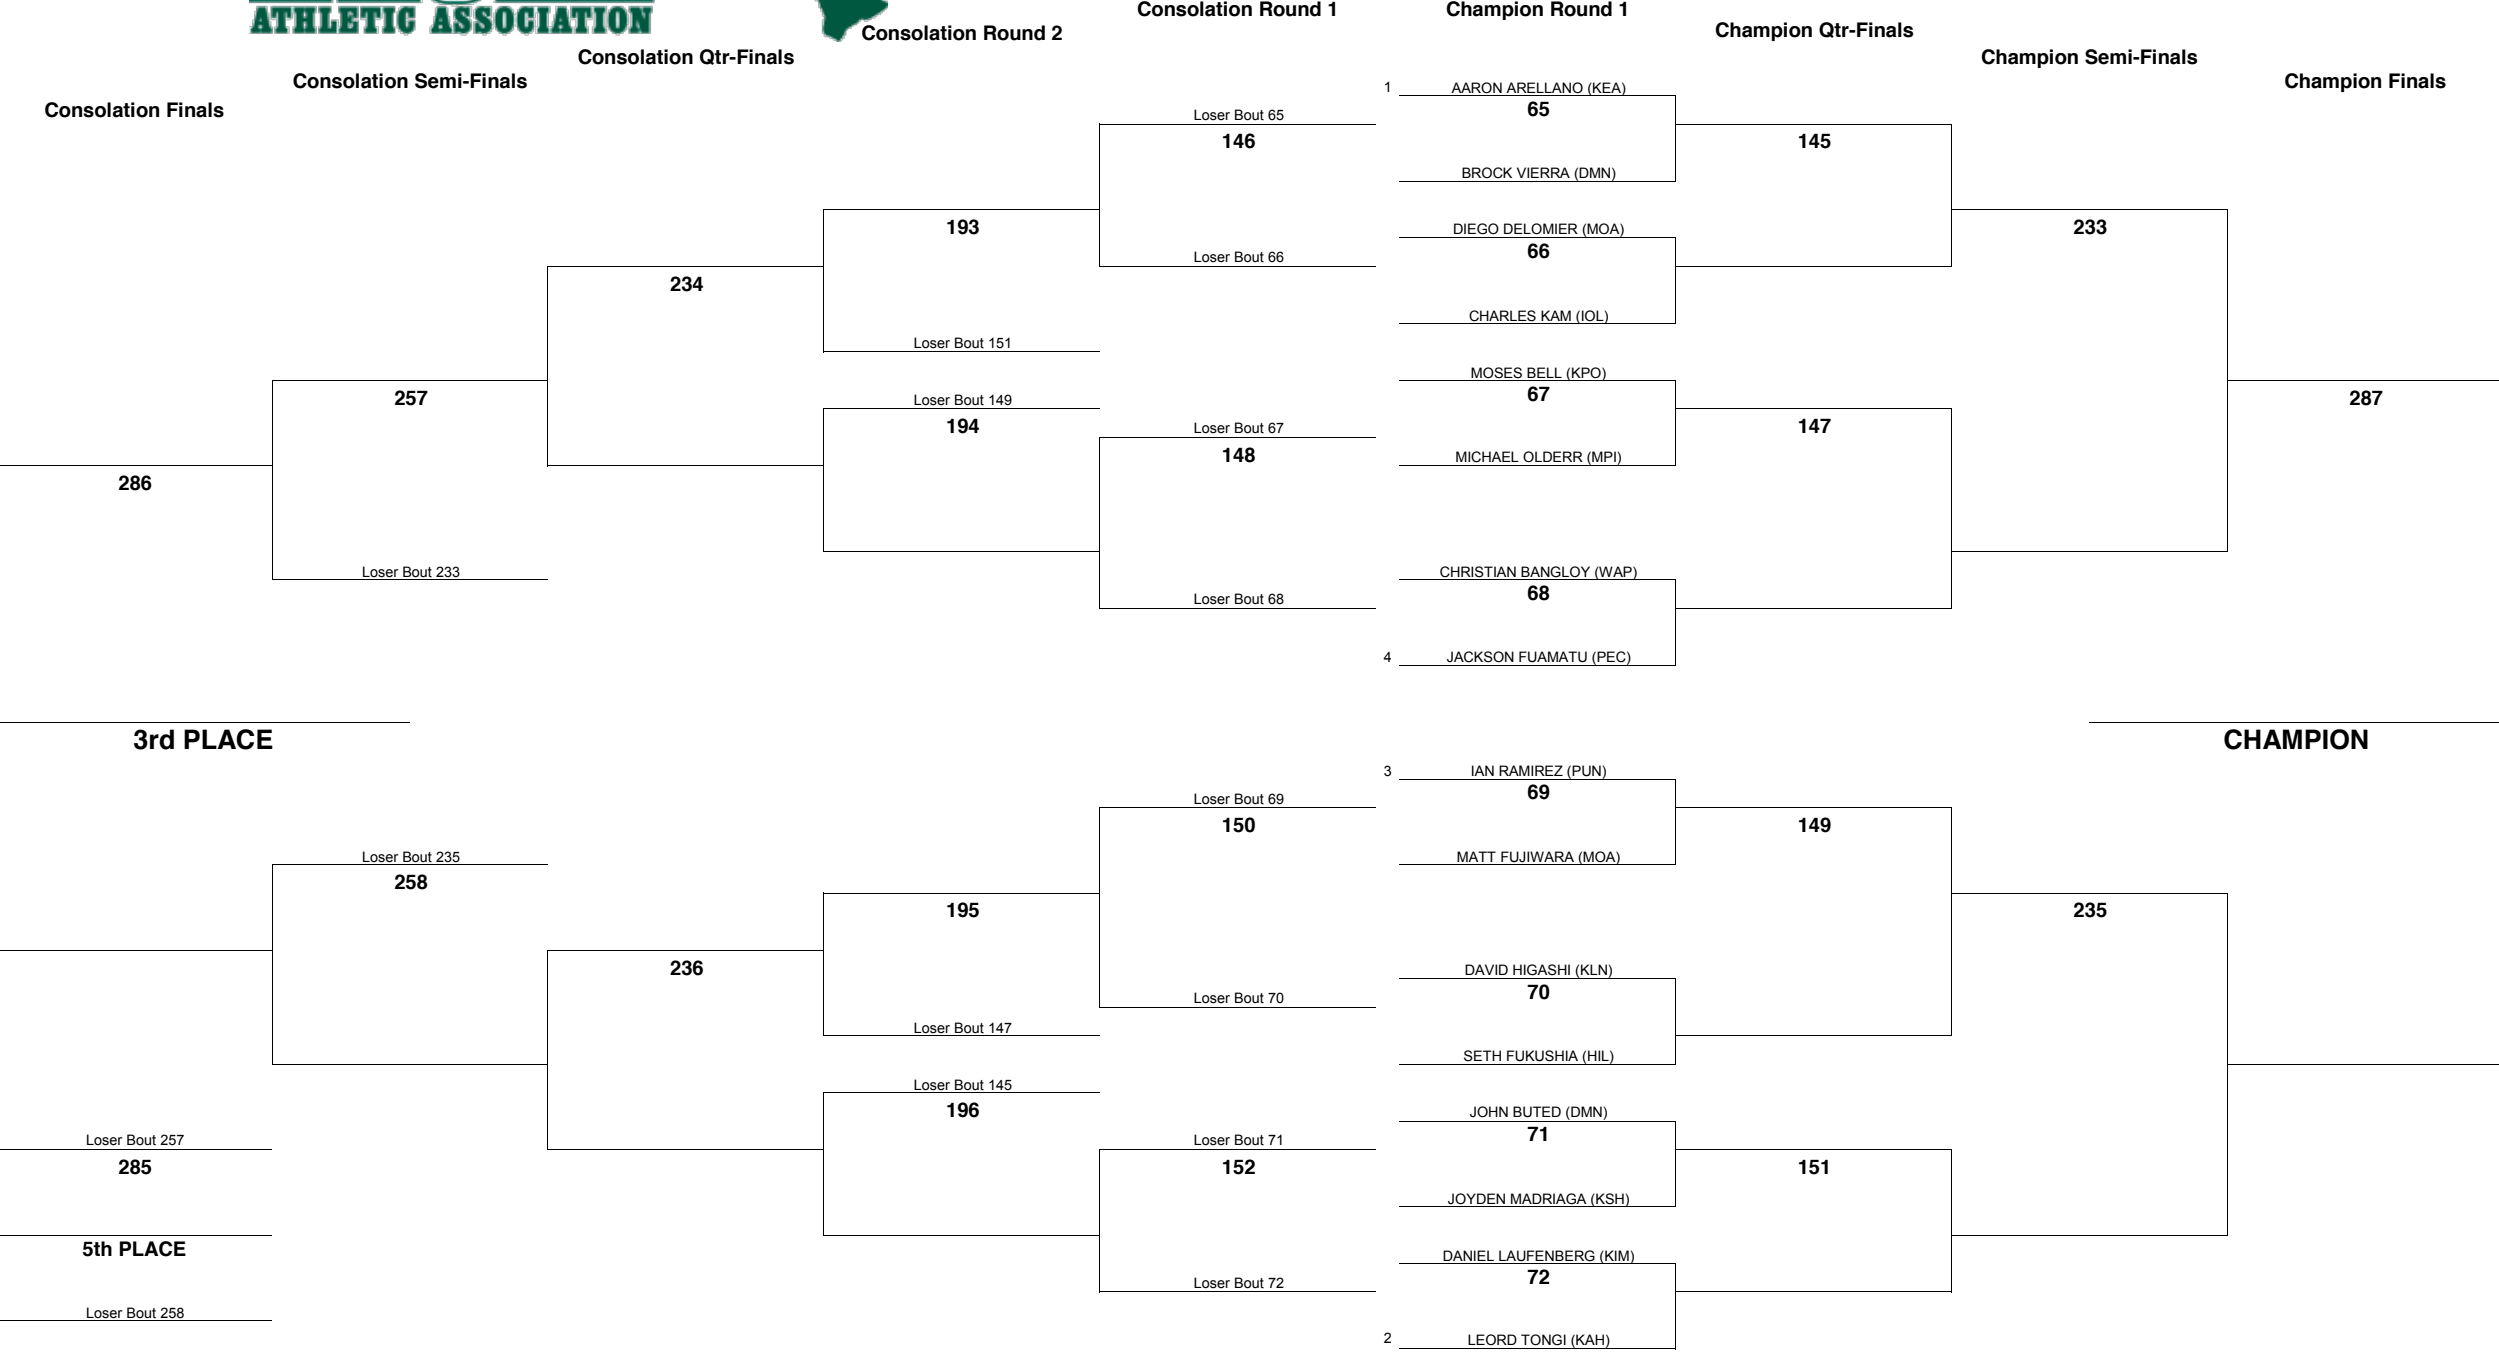 ATHLETIC ASSOCIATION
Consolation Round 1
Champion Round 1
Consolation Round 2
Champion Qtr-Finals
Consolation Qtr-Finals
Champion Semi-Finals
Consolation Semi-Finals
Champion Finals
Consolation Finals
1 AARON ARELLANO (KEA)
65
Loser Bout 65
146
145
BROCK VIERRA (DMN)
193
DIEGO DELOMIER (MOA)
233
66
Loser Bout 66
234
CHARLES KAM (IOL)
Loser Bout 151
MOSES BELL (KPO)
67
257
Loser Bout 149
287
194
Loser Bout 67
147
148
MICHAEL OLDERR (MPI)
286
Loser Bout 233
CHRISTIAN BANGLOY (WAP)
68
Loser Bout 68
4 JACKSON FUAMATU (PEC)
3rd PLACE
CHAMPION
3 IAN RAMIREZ (PUN)
69
Loser Bout 69
150
149
Loser Bout 235
MATT FUJIWARA (MOA)
258
195
235
236
DAVID HIGASHI (KLN)
70
Loser Bout 70
Loser Bout 147
SETH FUKUSHIA (HIL)
Loser Bout 145
196
JOHN BUTED (DMN)
71
Loser Bout 257
Loser Bout 71
285
152
151
JOYDEN MADRIAGA (KSH)
5th PLACE
DANIEL LAUFENBERG (KIM)
72
Loser Bout 72
Loser Bout 258
2 LEORD TONGI (KAH)